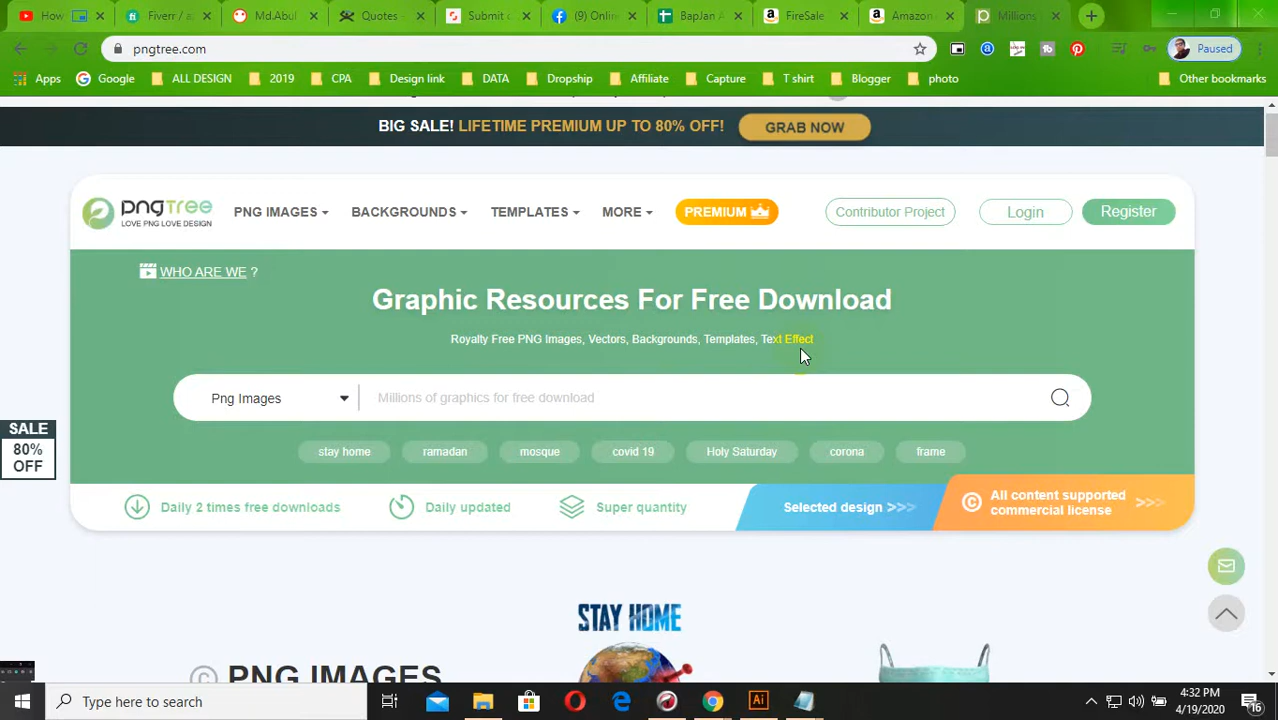 How
Fiverr / a
Md.Abul
Quotes -
Submit c
(9) Onlin
BapJan A
FireSale
Amazon
Millions
pngtree.com
Paused
Apps
Google
ALL DESIGN
2019
CPA
Design link
DATA
Dropship
Affiliate
Capture
T shirt
Blogger
photo
Other bookmarks
BIG SALE! LIFETIME PREMIUM UP TO 80% OFF!
GRAB NOW
pngtree
LOVE PNG LOVE DESIGN
PNG IMAGES
BACKGROUNDS
TEMPLATES
MORE
PREMIUM
Contributor Project
Login
Register
WHO ARE WE ?
Graphic Resources For Free Download
Royalty Free PNG Images, Vectors, Backgrounds, Templates, Text Effect
Png Images
Millions of graphics for free download
SALE
80%
OFF
stay home
ramadan
mosque
covid 19
Holy Saturday
corona
frame
Daily 2 times free downloads
Daily updated
Super quantity
Selected design >>>
© All content supported
commercial license >>>
STAY HOME
© PNG IMAGES
Type here to search
Ai
4:32 PM
4/19/2020
16